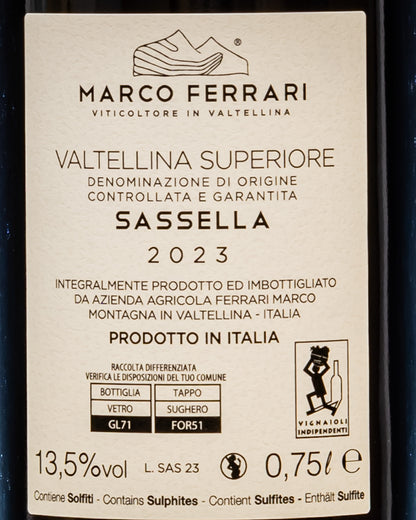 ®
MARCO FERRARI
VITICOLTORE IN VALTELLINA
VALTELLINA SUPERIORE
DENOMINAZIONE DI ORIGINE
CONTROLLATA E GARANTITA
SASSELLA
2023
INTEGRALMENTE PRODOTTO ED IMBOTTIGLIATO
DA AZIENDA AGRICOLA FERRARI MARCO
MONTAGNA IN VALTELLINA - ITALIA
PRODOTTO IN ITALIA
RACCOLTA DIFFERENZIATA
VERIFICA LE DISPOSIZIONI DEL TUO COMUNE
BOTTIGLIA TAPPO
VETRO SUGHERO
GL71 FOR51
VIGNAIOLI
INDIPENDENTI
13,5%vol L. SAS 23 0,75ℓ ℮
Contiene Solfiti - Contains Sulphites - Contient Sulfites - Enthält Sulfite